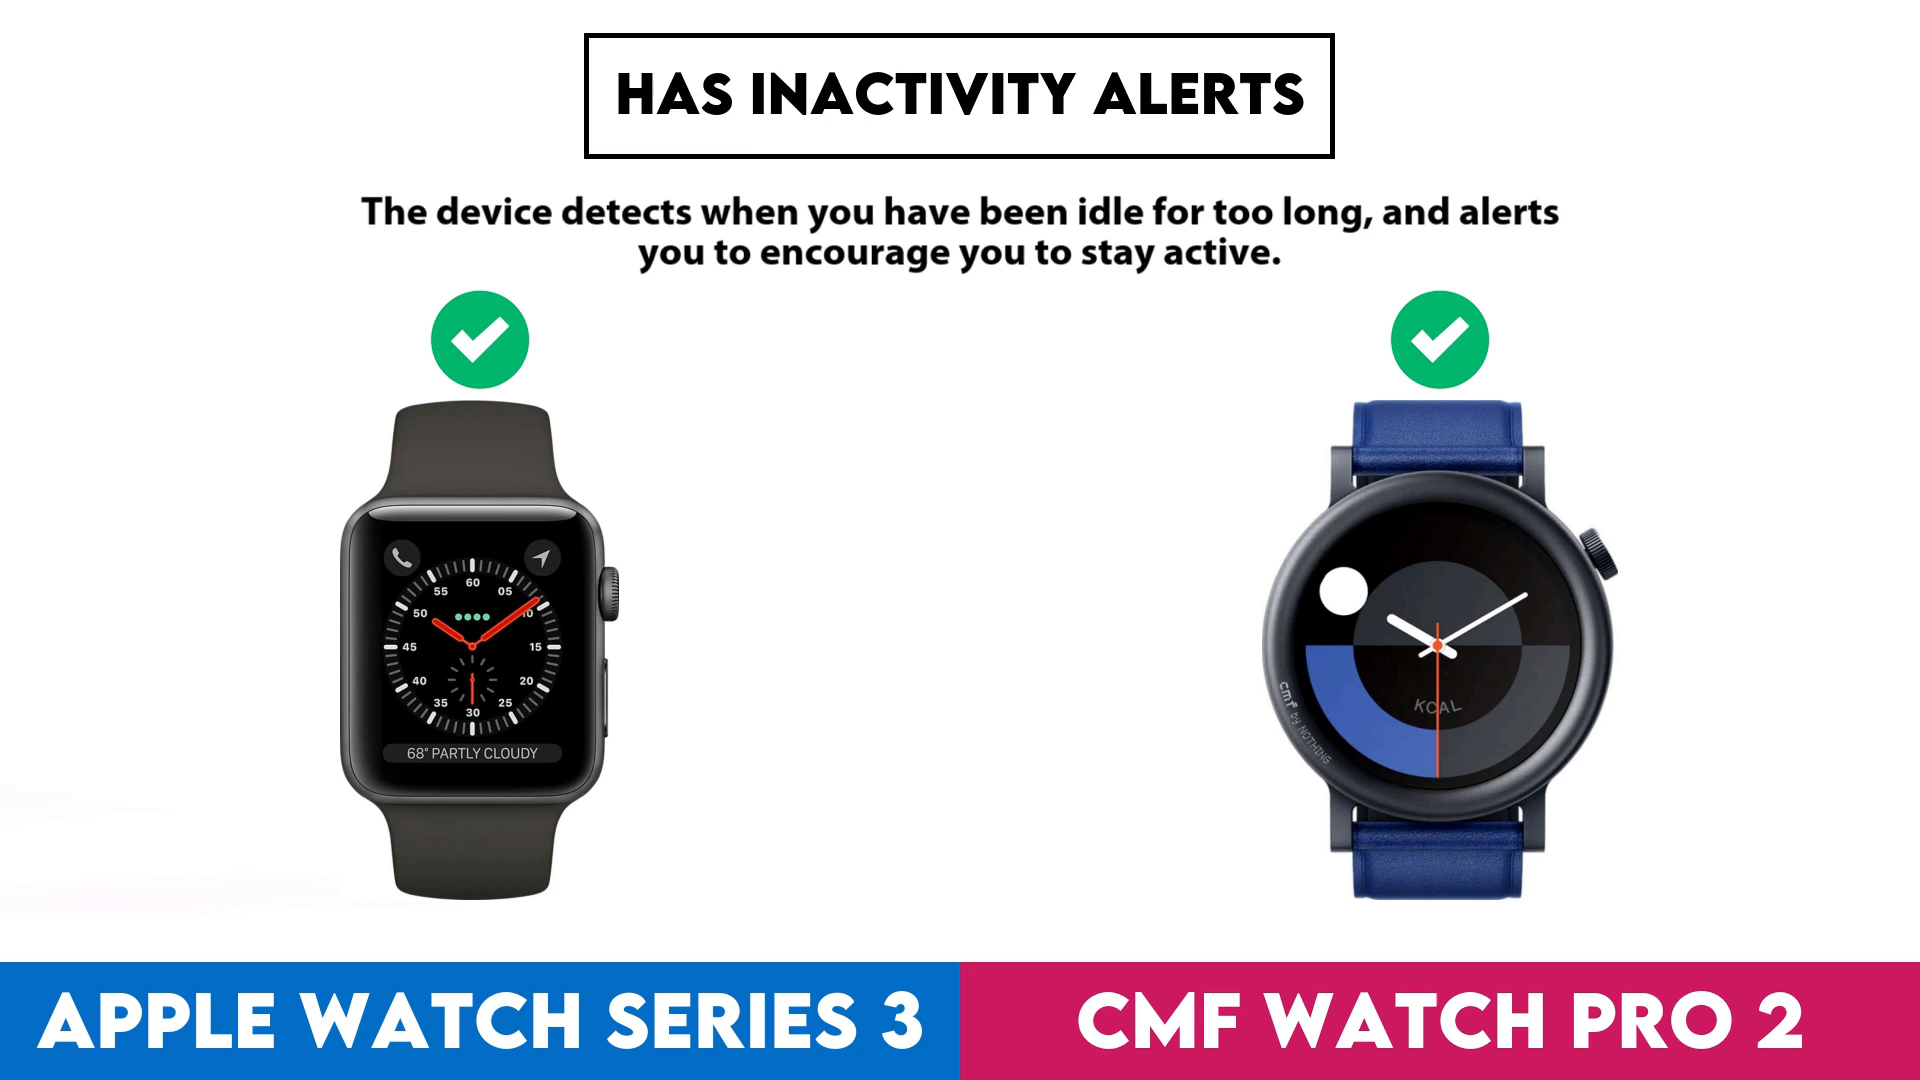 HAS INACTIVITY ALERTS
The device detects when you have been idle for too long, and alerts
you to encourage you to stay active.
60
55 05
50 10
45 15
40 20
35 25
30
68° PARTLY CLOUDY
KCAL
cmf by NOTHING
APPLE WATCH SERIES 3
CMF WATCH PRO 2